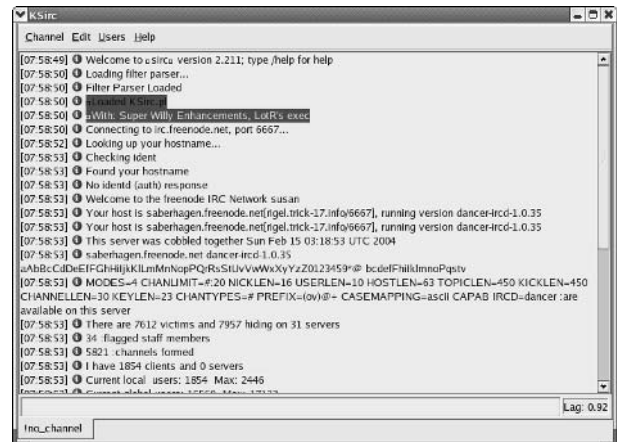 KSirc
Channel Edit Users Help
[07:58:49] Welcome to sirc version 2.211; type /help for help
[07:58:50] Loading filter parser...
[07:58:50] Filter Parser Loaded
[07:58:50] Loaded KSirc.pl
[07:58:50] With: Super Willy Enhancements, LotR's exec
[07:58:50] Connecting to irc.freenode.net, port 6667...
[07:58:52] Looking up your hostname...
[07:58:53] Checking Ident
[07:58:53] Found your hostname
[07:58:53] No identd (auth) response
[07:58:53] Welcome to the freenode IRC Network susan
[07:58:53] Your host is saberhagen.freenode.net[rigel.trick-17.info/6667], running version dancer-ircd-1.0.35
[07:58:53] Your host is saberhagen.freenode.net[rigel.trick-17.info/6667], running version dancer-ircd-1.0.35
[07:58:53] This server was cobbled together Sun Feb 15 03:18:53 UTC 2004
[07:58:53] saberhagen.freenode.net dancer-ircd-1.0.35
[07:58:53] MODES=4 CHANLIMIT=#:20 NICKLEN=16 USERLEN=10 HOSTLEN=63 TOPICLEN=450 KICKLEN=450
CHANNELLEN=30 KEYLEN=23 CHANTYPES=# PREFIX=(ov)@+ CASEMAPPING=ascii CAPAB IRCD=dancer :are
available on this server
[07:58:53] There are 7612 victims and 7957 hiding on 31 servers
[07:58:53] 34 :flagged staff members
[07:58:53] 5821 :channels formed
[07:58:53] I have 1854 clients and 0 servers
[07:58:53] Current local users: 1854 Max: 2446
Lag: 0.92
!no_channel